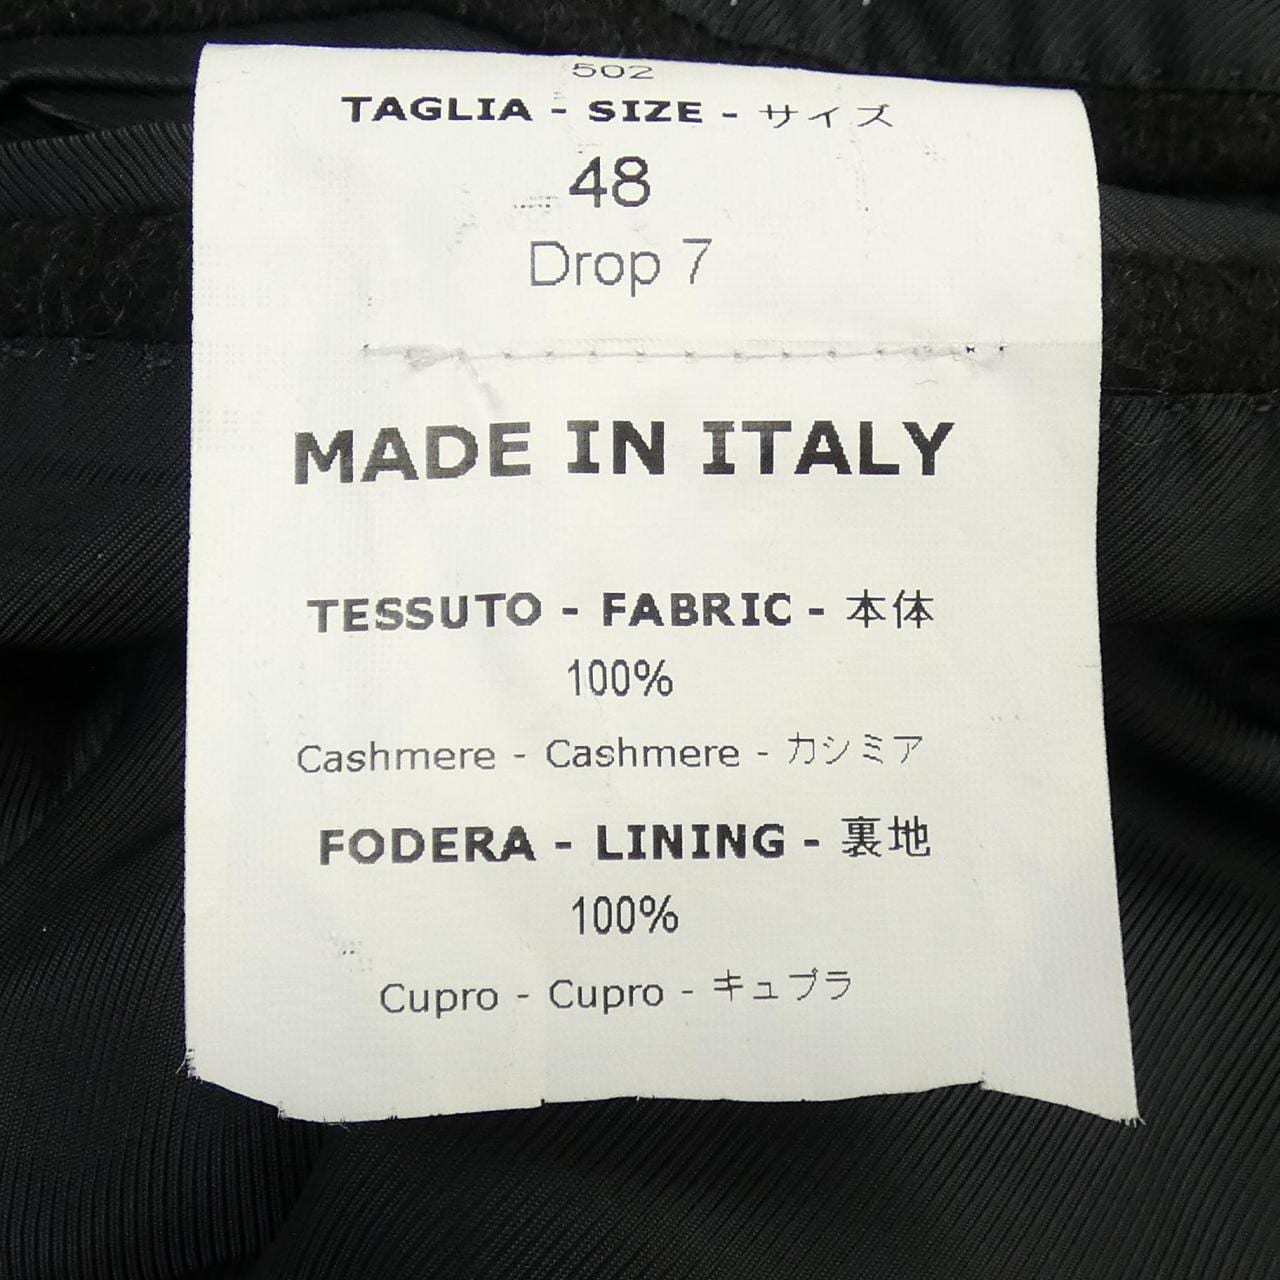 502
TAGLIA - SIZE - サイズ
48
Drop 7
MADE IN ITALY
TESSUTO - FABRIC - 本体
100%
Cashmere - Cashmere - カシミア
FODERA - LINING - 裏地
100%
Cupro - Cupro - キュプラ